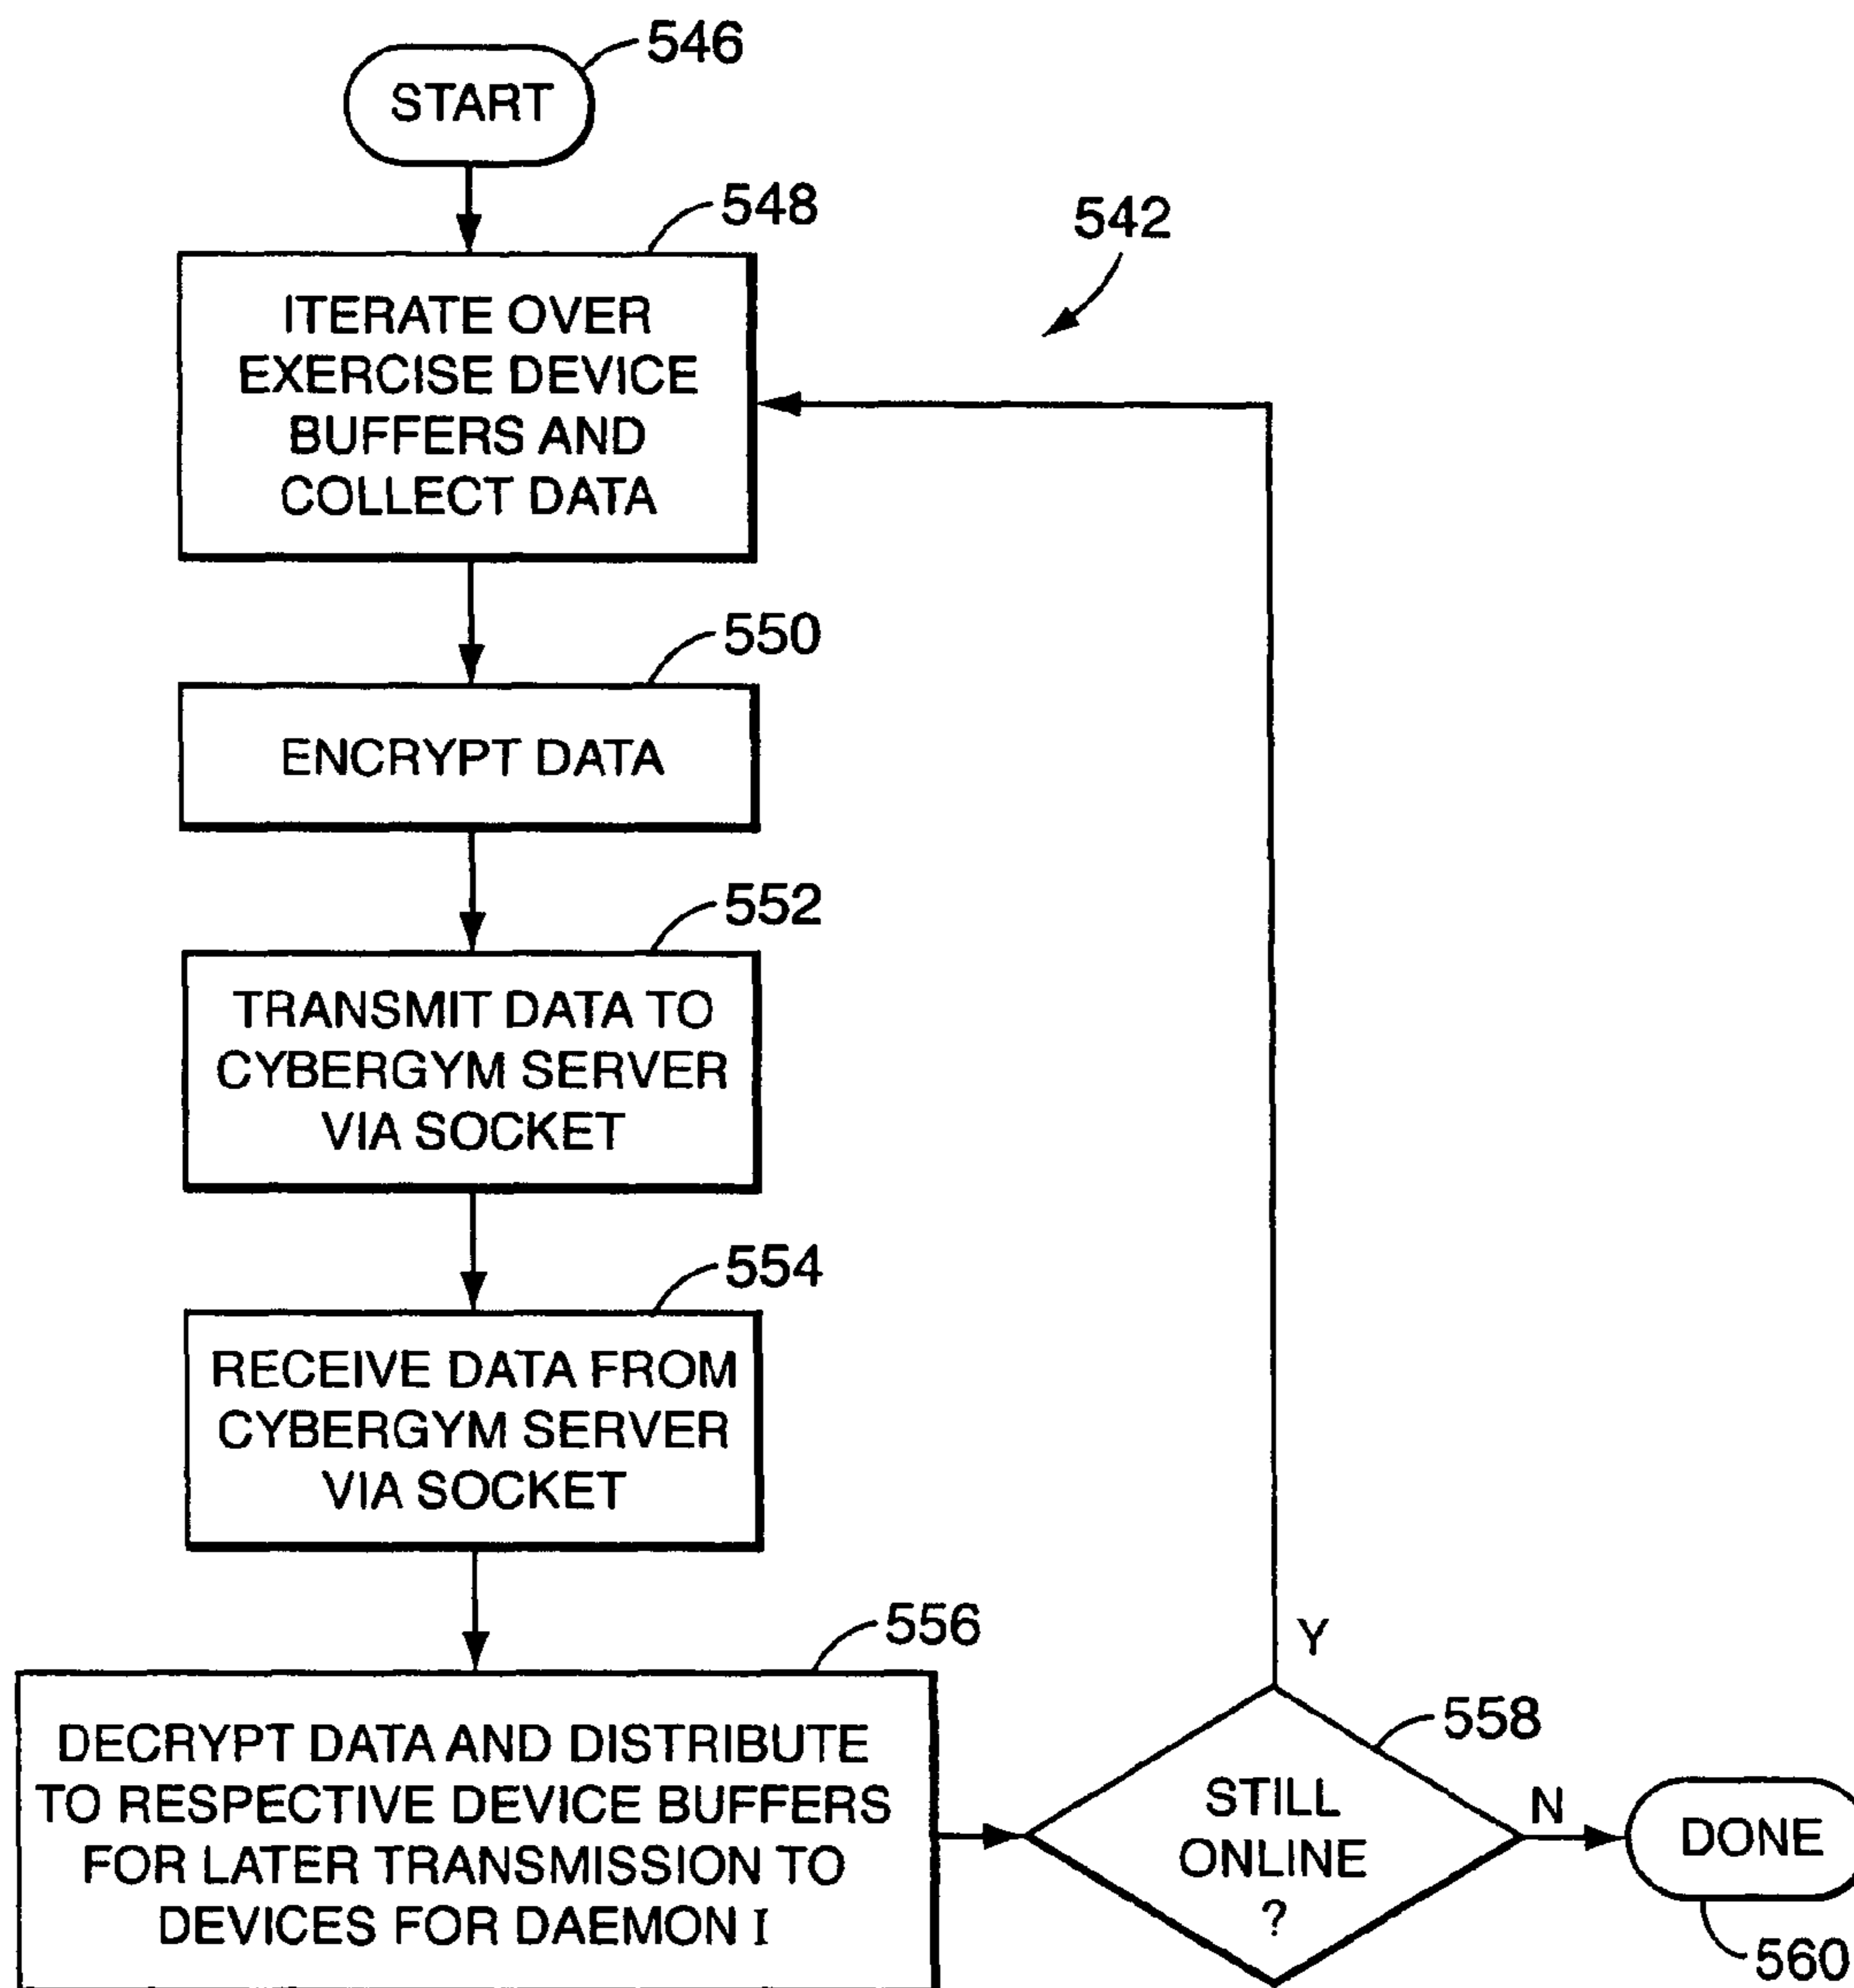 546
START
548
542
ITERATE OVER
EXERCISE DEVICE
BUFFERS AND
COLLECT DATA
550
ENCRYPT DATA
552
TRANSMIT DATA TO
CYBERGYM SERVER
VIA SOCKET
554
RECEIVE DATA FROM
CYBERGYM SERVER
VIA SOCKET
556
DECRYPT DATA AND DISTRIBUTE
TO RESPECTIVE DEVICE BUFFERS
FOR LATER TRANSMISSION TO
DEVICES FOR DAEMON I
Y
558
STILL
ONLINE
?
N
DONE
560